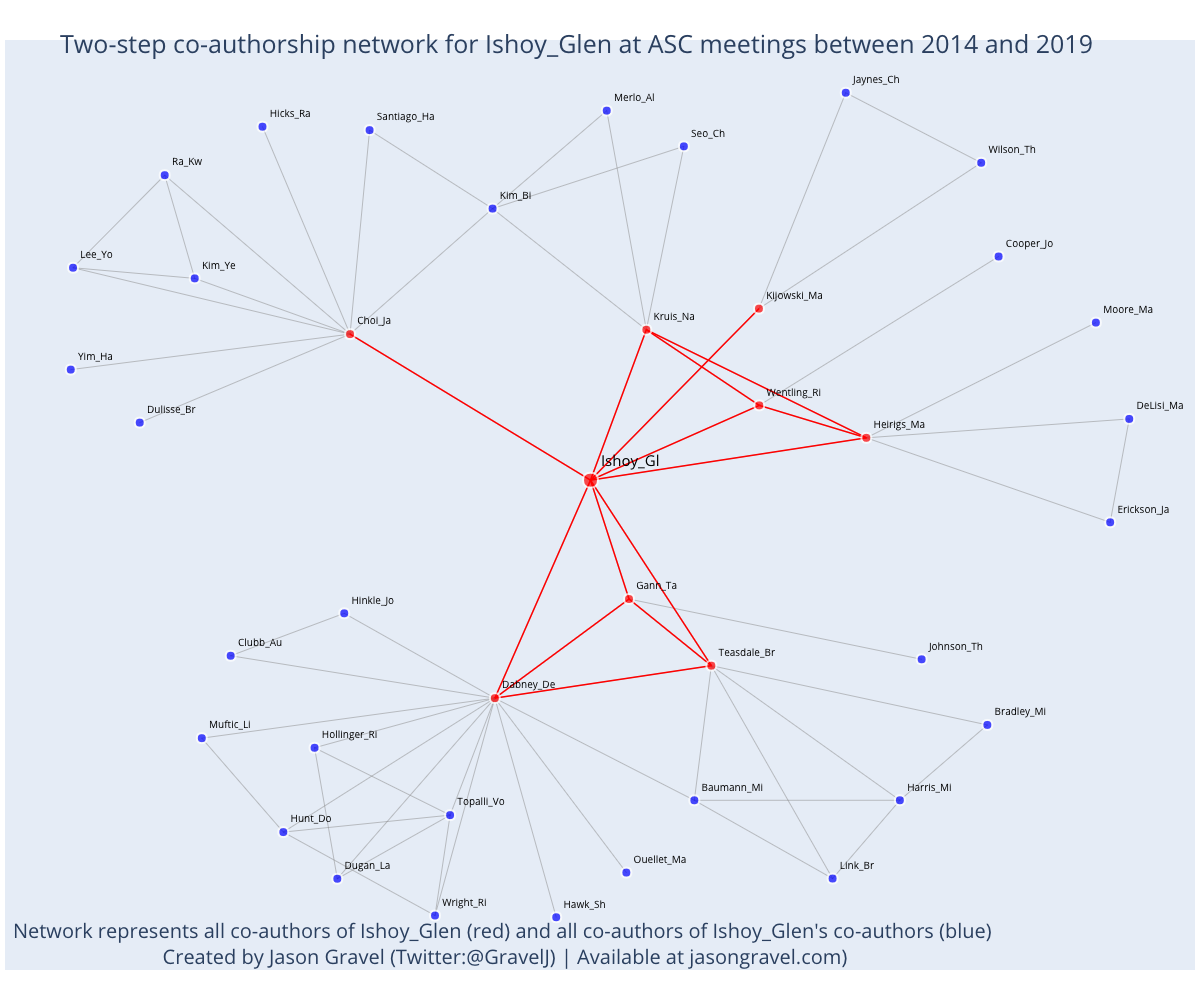 Two-step co-authorship network for Ishoy_Glen at ASC meetings between 2014 and 2019
Jaynes_Ch
Merlo_Al
Hicks_Ra
Santiago_Ha
Seo_Ch
Wilson_Th
Ra_Kw
Kim_Bi
Cooper_Jo
Lee_Yo
Kim_Ye
Kijowski_Ma
Moore_Ma
Kruis_Na
Choi_Ja
Yim_Ha
Wentling_Ri
DeLisi_Ma
Dulisse_Br
Heirigs_Ma
Ishoy_Gl
Erickson_Ja
Gann_Ta
Hinkle_Jo
Clubb_Au
Johnson_Th
Teasdale_Br
Dabney_De
Bradley_Mi
Muftic_Li
Hollinger_Ri
Baumann_Mi
Harris_Mi
Topalli_Vo
Hunt_Do
Ouellet_Ma
Dugan_La
Link_Br
Wright_Ri
Hawk_Sh
Network represents all co-authors of Ishoy_Glen (red) and all co-authors of Ishoy_Glen's co-authors (blue)
Created by Jason Gravel (Twitter:@GravelJ) | Available at jasongravel.com)